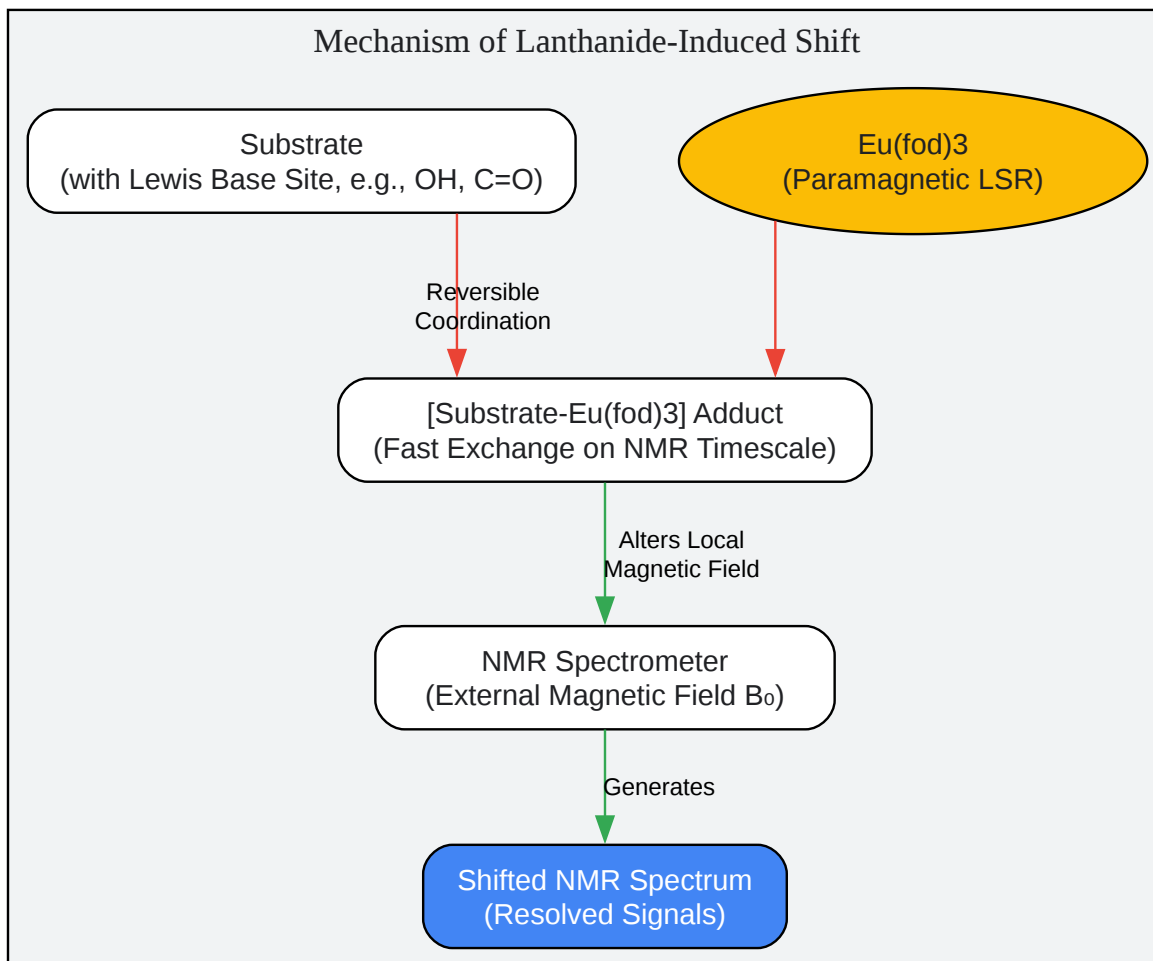 Mechanism of Lanthanide-Induced Shift
Substrate
(with Lewis Base Site, e.g., OH, C=O)
Eu(fod)3
(Paramagnetic LSR)
Reversible
Coordination
[Substrate-Eu(fod)3] Adduct
(Fast Exchange on NMR Timescale)
Alters Local
Magnetic Field
NMR Spectrometer
(External Magnetic Field B₀)
Generates
Shifted NMR Spectrum
(Resolved Signals)